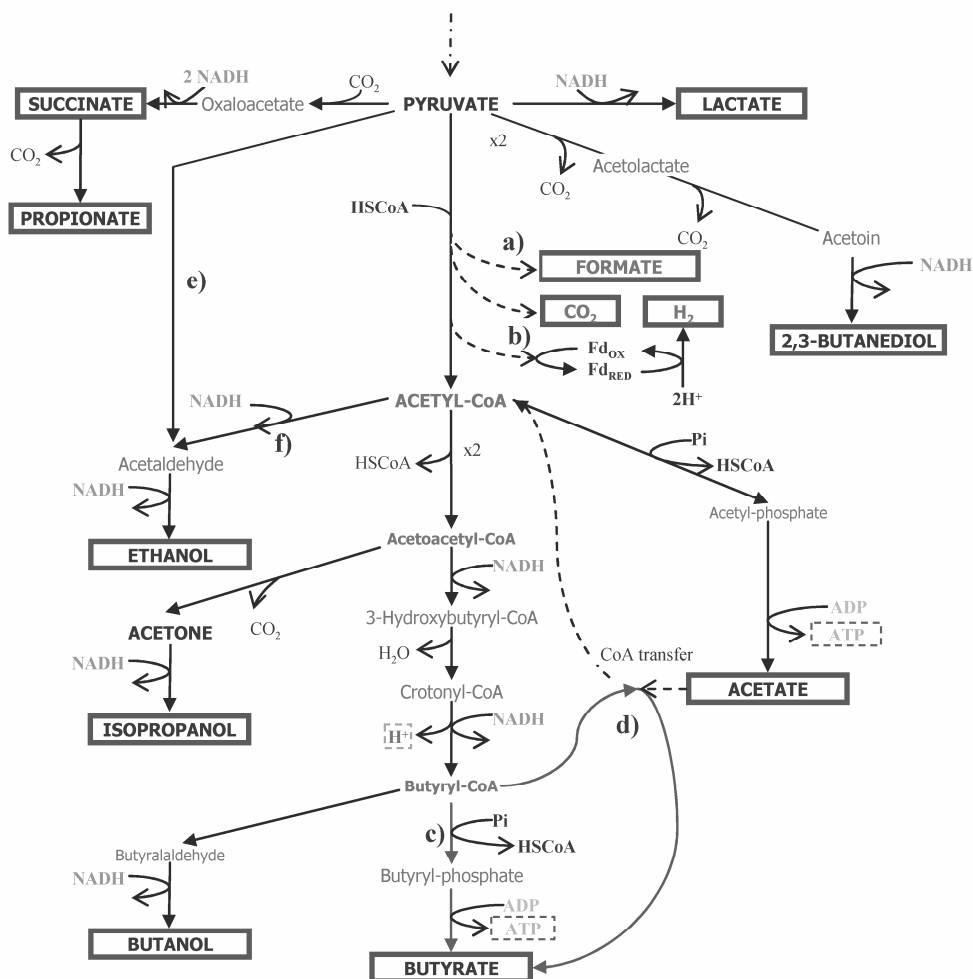 2 NADH
CO2
NADH
SUCCINATE
Oxaloacetate
PYRUVATE
LACTATE
x2
CO2
CO2
Acetolactate
PROPIONATE
HSCoA
CO2
Acetoin
a)
FORMATE
NADH
e)
CO2
H2
b)
FdOX
FdRED
2,3-BUTANEDIOL
2H+
NADH
ACETYL-CoA
f)
Pi
Acetaldehyde
HSCoA
x2
HSCoA
NADH
Acetyl-phosphate
ETHANOL
Acetoacetyl-CoA
NADH
CO2
3-Hydroxybutyryl-CoA
ADP
ACETONE
ATP
H2O
CoA transfer
NADH
Crotonyl-CoA
ACETATE
ISOPROPANOL
H+
NADH
d)
Butyryl-CoA
Pi
c)
HSCoA
Butyralaldehyde
NADH
Butyryl-phosphate
ADP
ATP
BUTANOL
BUTYRATE